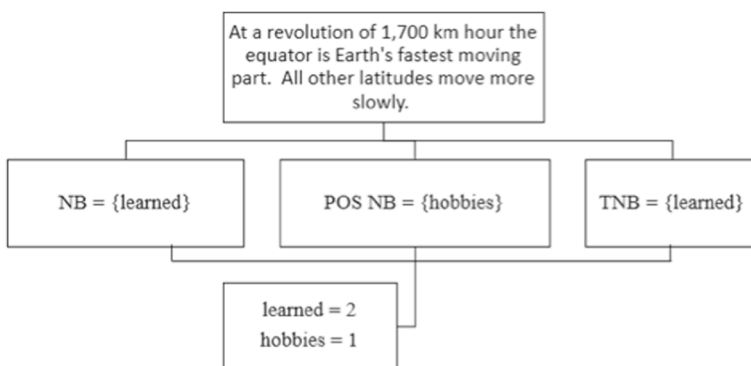 At a revolution of 1,700 km hour the
equator is Earth's fastest moving
part. All other latitudes move more
slowly.
NB = {learned}
POS NB = {hobbies}
TNB = {learned}
learned = 2
hobbies = 1